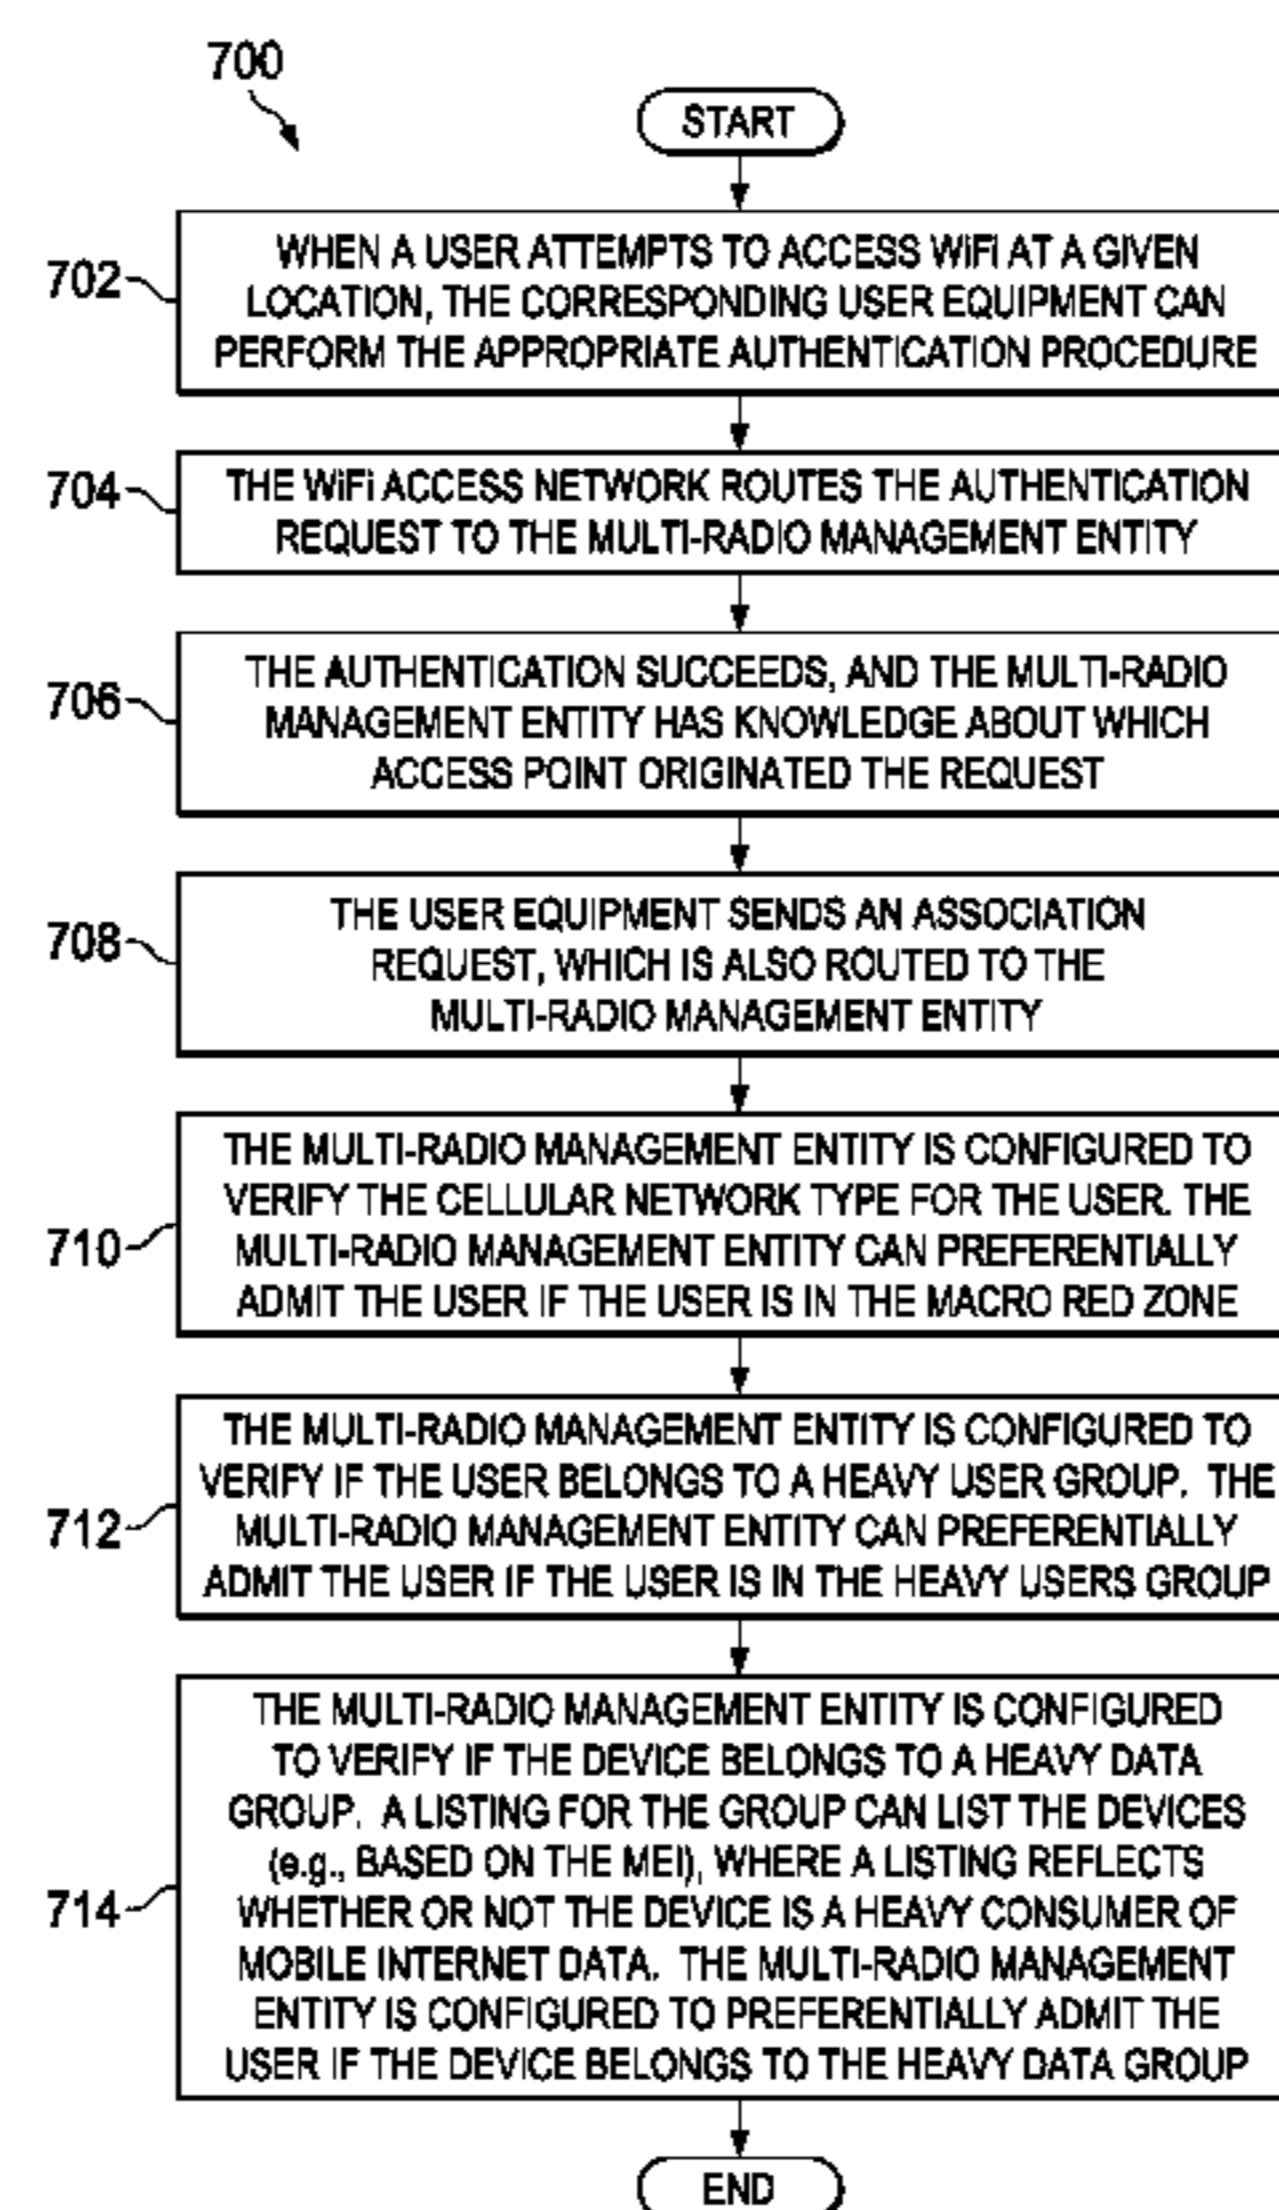 700
START
702
WHEN A USER ATTEMPTS TO ACCESS WiFi AT A GIVEN
LOCATION, THE CORRESPONDING USER EQUIPMENT CAN
PERFORM THE APPROPRIATE AUTHENTICATION PROCEDURE
704
THE WiFi ACCESS NETWORK ROUTES THE AUTHENTICATION
REQUEST TO THE MULTI-RADIO MANAGEMENT ENTITY
706
THE AUTHENTICATION SUCCEEDS, AND THE MULTI-RADIO
MANAGEMENT ENTITY HAS KNOWLEDGE ABOUT WHICH
ACCESS POINT ORIGINATED THE REQUEST
708
THE USER EQUIPMENT SENDS AN ASSOCIATION
REQUEST, WHICH IS ALSO ROUTED TO THE
MULTI-RADIO MANAGEMENT ENTITY
710
THE MULTI-RADIO MANAGEMENT ENTITY IS CONFIGURED TO
VERIFY THE CELLULAR NETWORK TYPE FOR THE USER. THE
MULTI-RADIO MANAGEMENT ENTITY CAN PREFERENTIALLY
ADMIT THE USER IF THE USER IS IN THE MACRO RED ZONE
712
THE MULTI-RADIO MANAGEMENT ENTITY IS CONFIGURED TO
VERIFY IF THE USER BELONGS TO A HEAVY USER GROUP. THE
MULTI-RADIO MANAGEMENT ENTITY CAN PREFERENTIALLY
ADMIT THE USER IF THE USER IS IN THE HEAVY USERS GROUP
714
THE MULTI-RADIO MANAGEMENT ENTITY IS CONFIGURED
TO VERIFY IF THE DEVICE BELONGS TO A HEAVY DATA
GROUP. A LISTING FOR THE GROUP CAN LIST THE DEVICES
(e.g., BASED ON THE MEI), WHERE A LISTING REFLECTS
WHETHER OR NOT THE DEVICE IS A HEAVY CONSUMER OF
MOBILE INTERNET DATA. THE MULTI-RADIO MANAGEMENT
ENTITY IS CONFIGURED TO PREFERENTIALLY ADMIT THE
USER IF THE DEVICE BELONGS TO THE HEAVY DATA GROUP
END